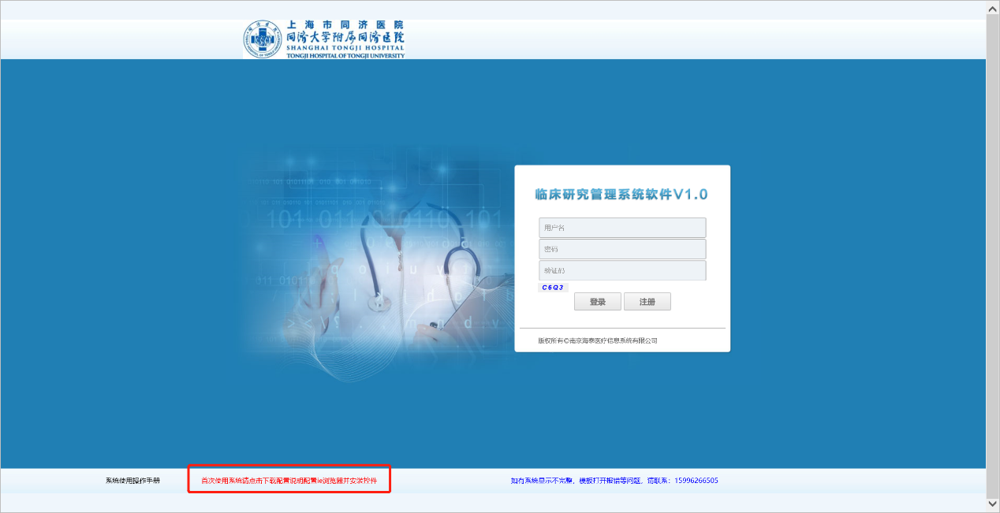 上海市同济医院
同济大学附属同济医院
SHANGHAI TONGJI HOSPITAL
TONGJI HOSPITAL OF TONGJI UNIVERSITY
临床研究管理系统软件V1.0
用户名
密码
验证码
C6Q3
登录 注册
版权所有©南京海泰医疗信息系统有限公司
系统使用操作手册 首次使用系统请点击下载配置说明配置ie浏览器并安装控件 如有系统显示不完整，模板打开报错等问题，请联系：15996266505